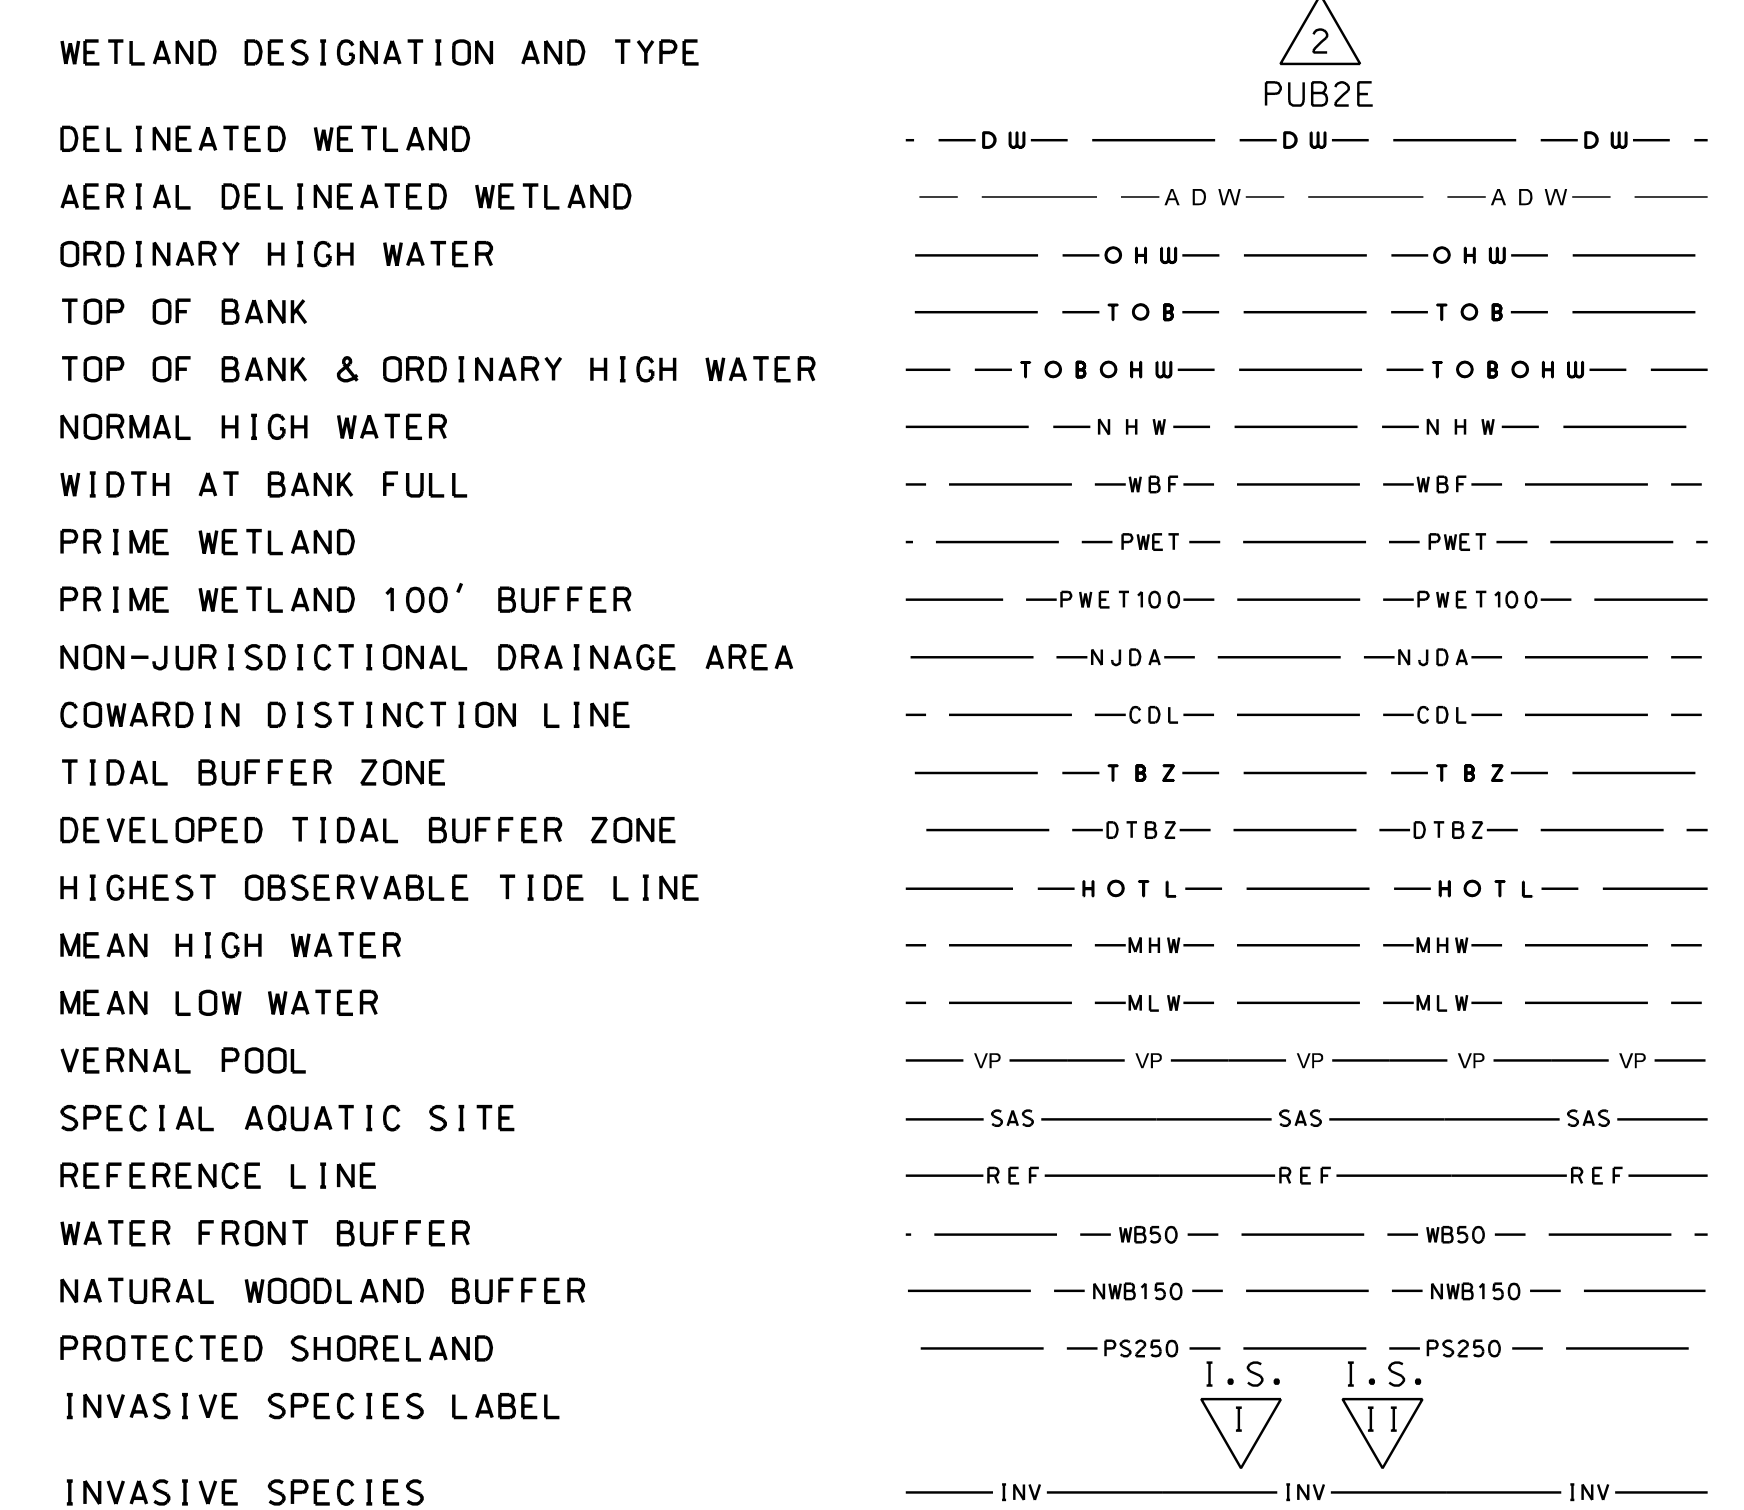 WETLAND DESIGNATION AND TYPE 2
PUB2E
DELINEATED WETLAND DW DW DW
AERIAL DELINEATED WETLAND ADW ADW
ORDINARY HIGH WATER OHW OHW
TOP OF BANK TOB TOB
TOP OF BANK & ORDINARY HIGH WATER TOBOHW TOBOHW
NORMAL HIGH WATER NHW NHW
WIDTH AT BANK FULL WBF WBF
PRIME WETLAND PWET PWET
PRIME WETLAND 100' BUFFER PWET100 PWET100
NON-JURISDICTIONAL DRAINAGE AREA NJDA NJDA
COWARDIN DISTINCTION LINE CDL CDL
TIDAL BUFFER ZONE TBZ TBZ
DEVELOPED TIDAL BUFFER ZONE DTBZ DTBZ
HIGHEST OBSERVABLE TIDE LINE HOTL HOTL
MEAN HIGH WATER MHW MHW
MEAN LOW WATER MLW MLW
VERNAL POOL VP VP VP VP VP
SPECIAL AQUATIC SITE SAS SAS SAS
REFERENCE LINE REF REF REF
WATER FRONT BUFFER WB50 WB50
NATURAL WOODLAND BUFFER NWB150 NWB150
PROTECTED SHORELAND PS250 PS250
I.S. I.S.
INVASIVE SPECIES LABEL I II
INVASIVE SPECIES INV INV INV